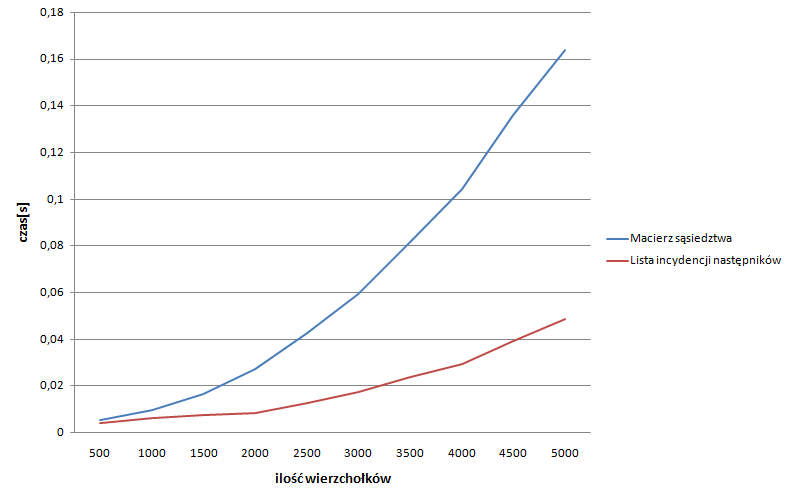 0,18
0,16
0,14
0,12
0,1
0,08
0,06
0,04
0,02
0
czas[s]
500 1000 1500 2000 2500 3000 3500 4000 4500 5000
ilość wierzchołków
Macierz sąsiedztwa
Lista incydencji następników